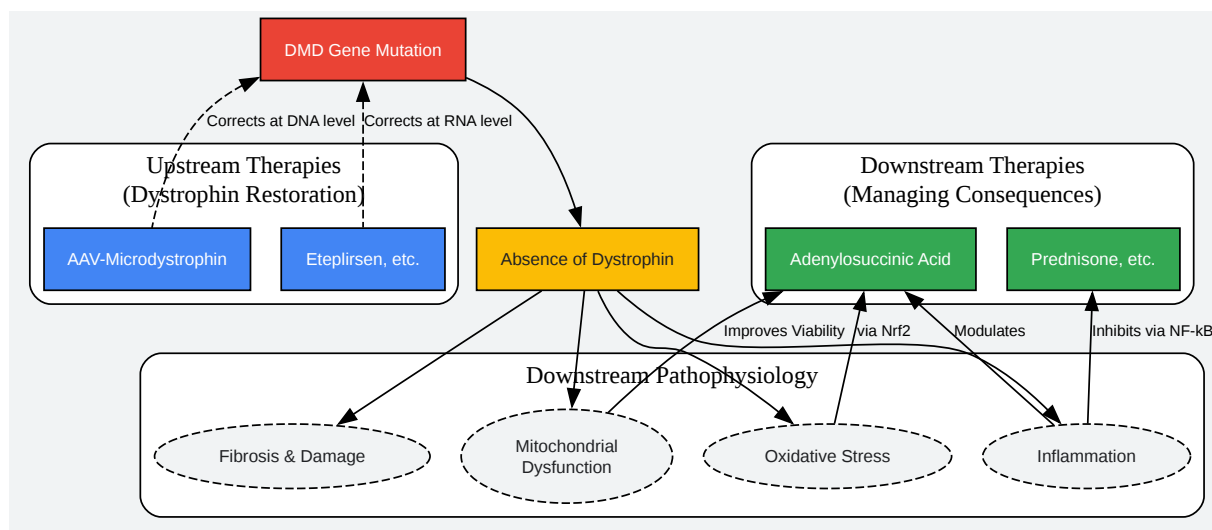 DMD Gene Mutation
Corrects at DNA level
Corrects at RNA level
Upstream Therapies
(Dystrophin Restoration)
Downstream Therapies
(Managing Consequences)
AAV-Microdystrophin
Eteplirsen, etc.
Absence of Dystrophin
Adenylosuccinic Acid
Prednisone, etc.
Improves Viability
via Nrf2
Modulates
Inhibits via NF-kB
Downstream Pathophysiology
Fibrosis & Damage
Mitochondrial
Dysfunction
Oxidative Stress
Inflammation